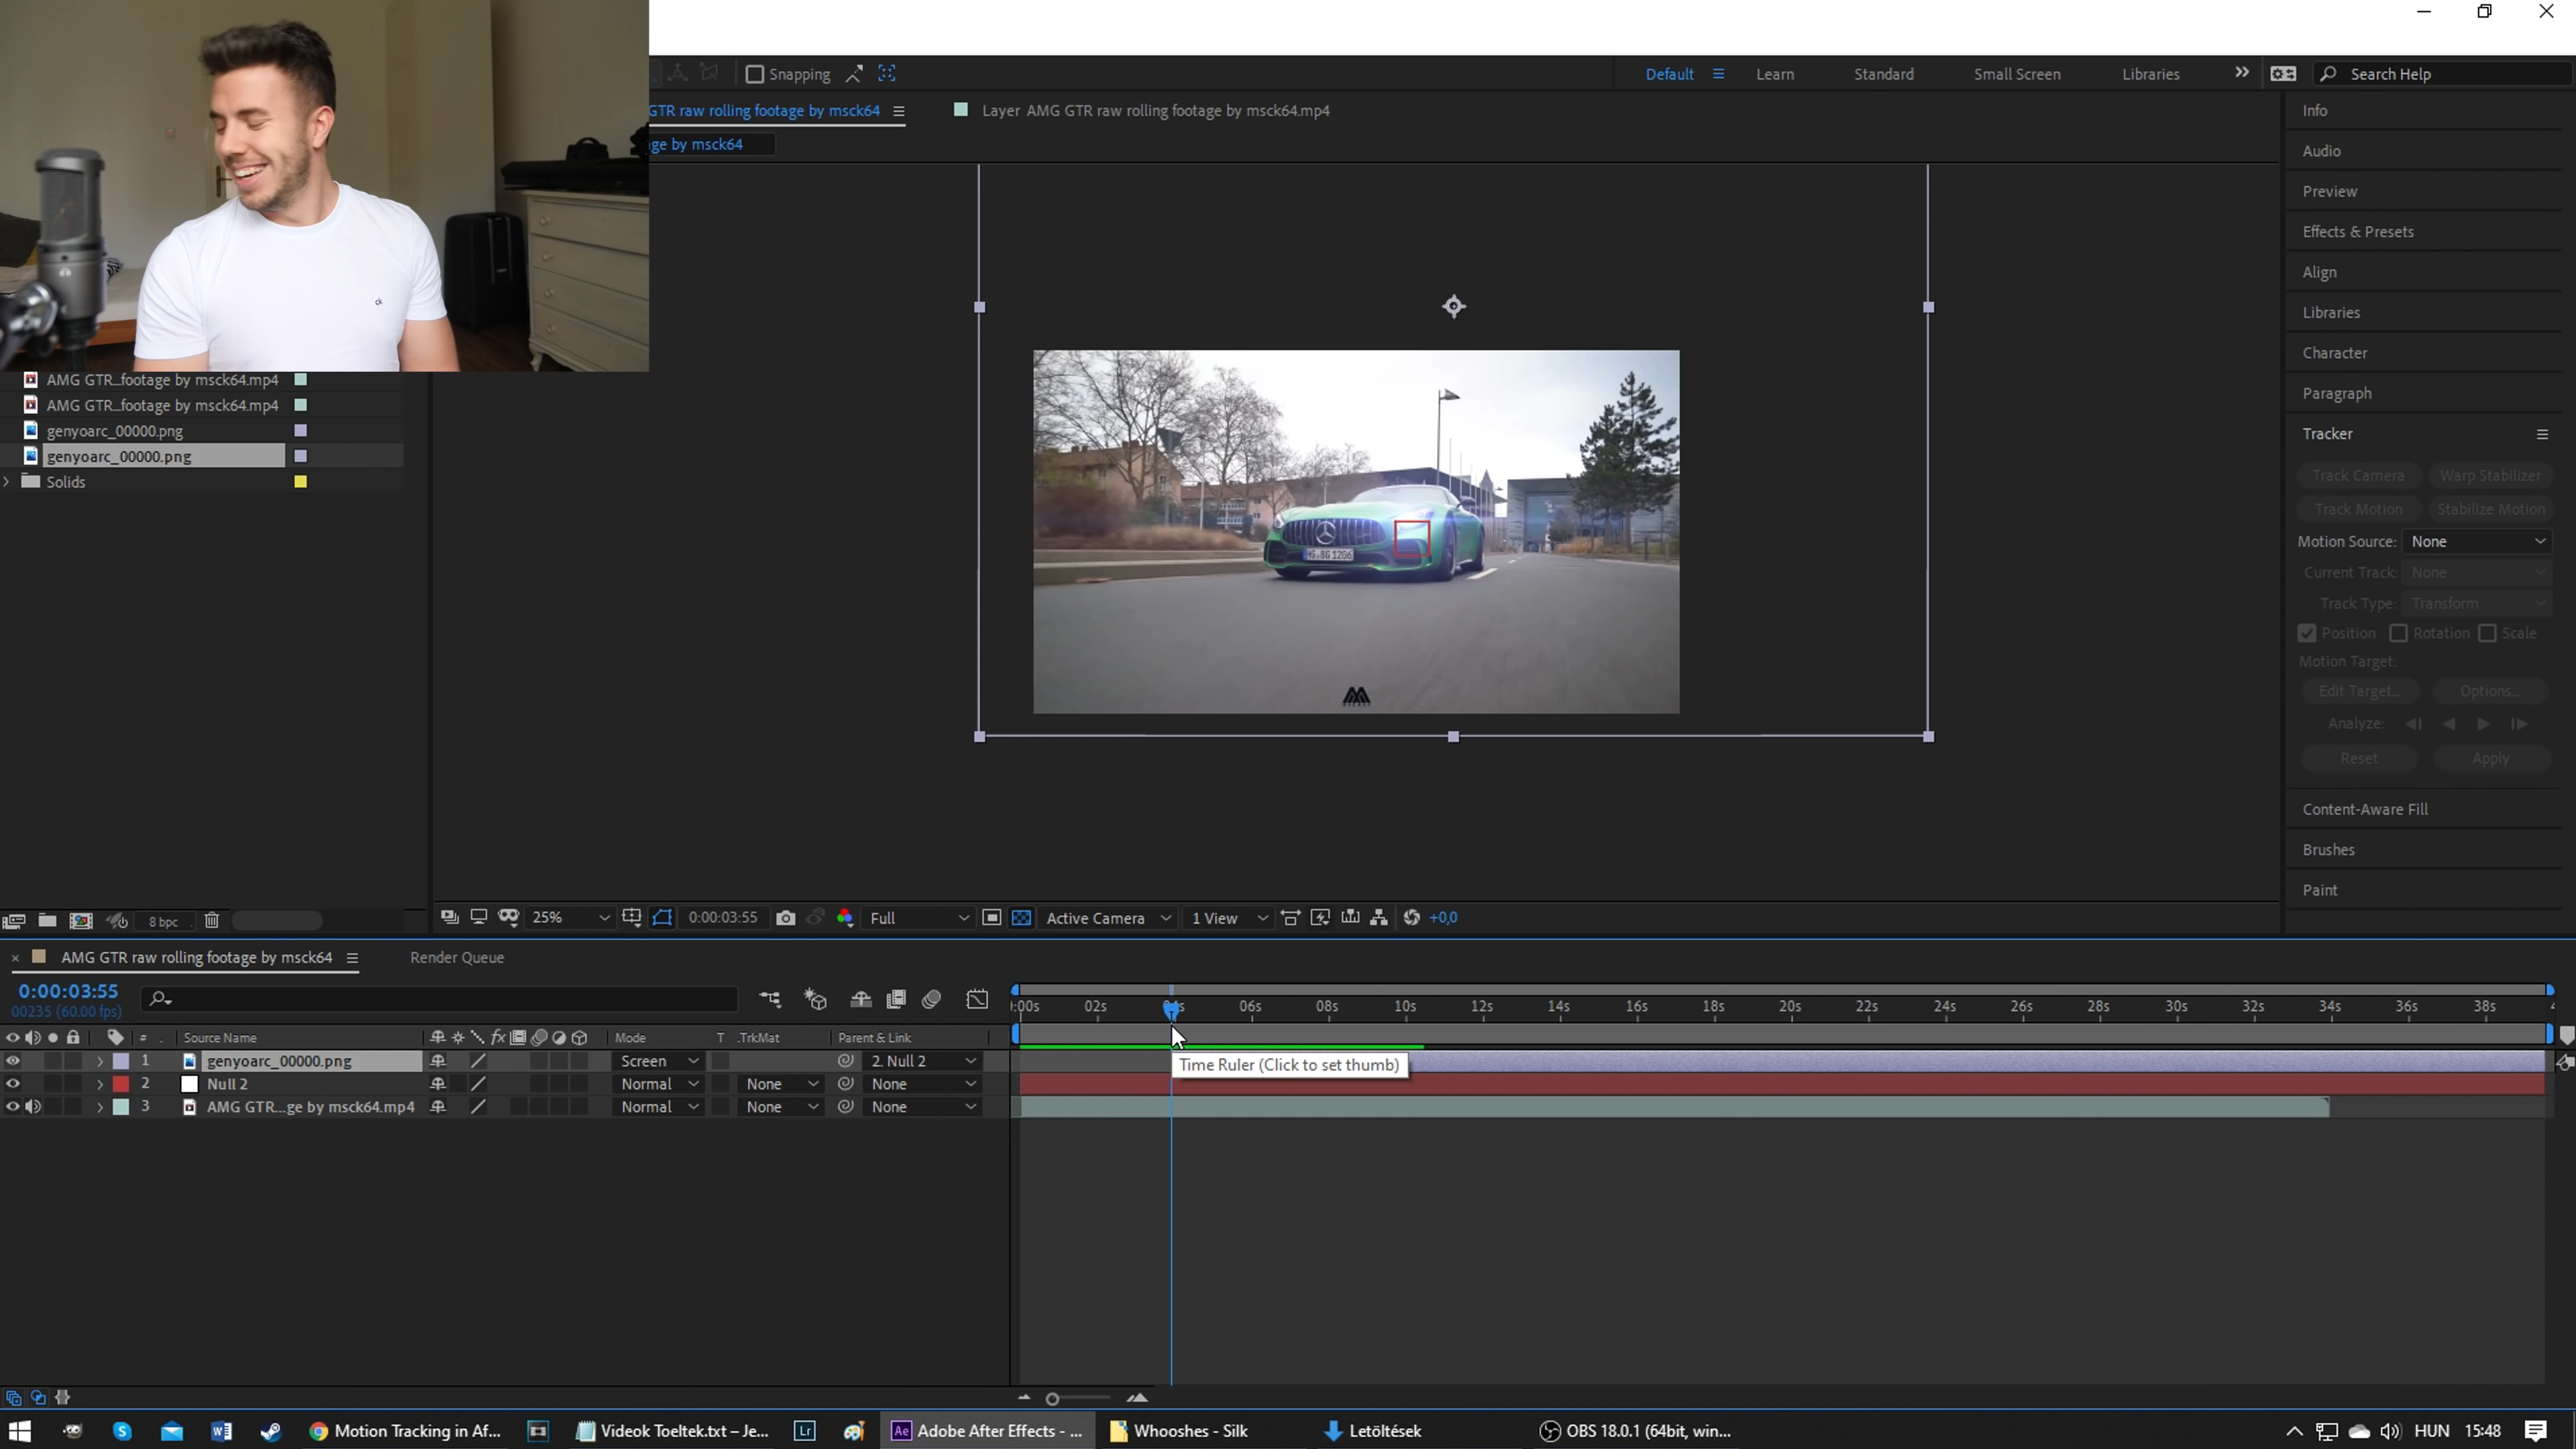 Snapping
Default
Learn
Standard
Small Screen
Libraries
Search Help
GTR raw rolling footage by msck64
Layer AMG GTR raw rolling footage by msck64.mp4
ge by msck64
Info
Audio
Preview
Effects & Presets
Align
Libraries
Character
Paragraph
Tracker
Track Camera
Warp Stabilizer
Track Motion
Stabilize Motion
Motion Source: None
Current Track: None
Track Type: Transform
Position
Rotation
Scale
Motion Target:
Edit Target...
Options...
Analyze:
Reset
Apply
Content-Aware Fill
Brushes
Paint
AMG GTR...footage by msck64.mp4
AMG GTR...footage by msck64.mp4
genyoarc_00000.png
genyoarc_00000.png
Solids
8 bpc
25%
0:00:03:55
Full
Active Camera
1 View
+0,0
AMG GTR raw rolling footage by msck64
Render Queue
0:00:03:55
00235 (60.00 fps)
:00s 02s 06s 08s 10s 12s 14s 16s 18s 20s 22s 24s 26s 28s 30s 32s 34s 36s 38s
# Source Name fx Mode T .TrkMat Parent & Link
1 genyoarc_00000.png Screen 2. Null 2
Time Ruler (Click to set thumb)
2 Null 2 Normal None None
3 AMG GTR...ge by msck64.mp4 Normal None None
Motion Tracking in Af...
Videok Toeltek.txt – Je...
Lr
Ae Adobe After Effects - ...
Whooshes - Silk
Letöltések
OBS 18.0.1 (64bit, win...
HUN
15:48